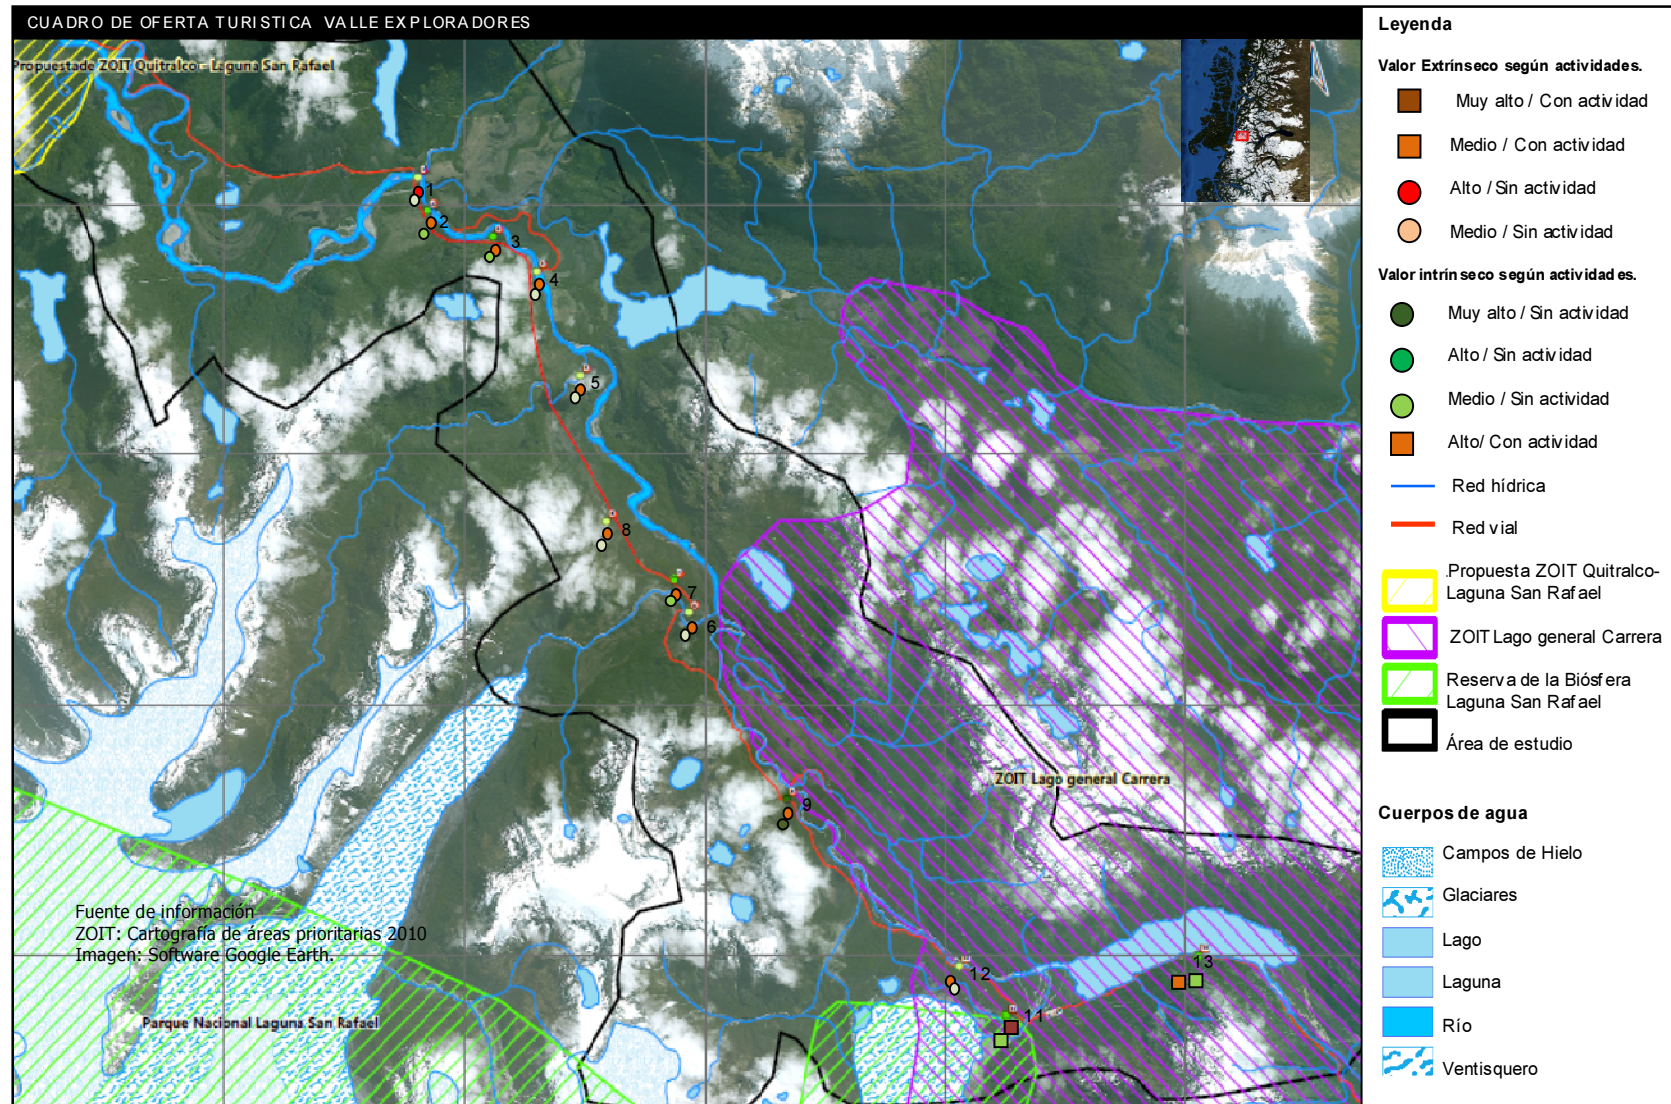 CUADRO DE OFERTA TURISTICA VALLE EXPLORADORES
Propuestade ZOIT Quitralco - Laguna San Rafael
1
2
3
4
5
8
7
6
9
ZOIT Lago general Carrera
12
13
11
Fuente de información
ZOIT: Cartografía de áreas prioritarias 2010
Imagen: Software Google Earth.
Parque Nacional Laguna San Rafael
Leyenda
Valor Extrínseco según actividades.
Muy alto / Con actividad
Medio / Con actividad
Alto / Sin actividad
Medio / Sin actividad
Valor intrínseco según actividades.
Muy alto / Sin actividad
Alto / Sin actividad
Medio / Sin actividad
Alto/ Con actividad
Red hídrica
Red vial
.Propuesta ZOIT Quitralco-
Laguna San Rafael
ZOIT Lago general Carrera
Reserva de la Biósfera
Laguna San Rafael
Área de estudio
Cuerpos de agua
Campos de Hielo
Glaciares
Lago
Laguna
Río
Ventisquero